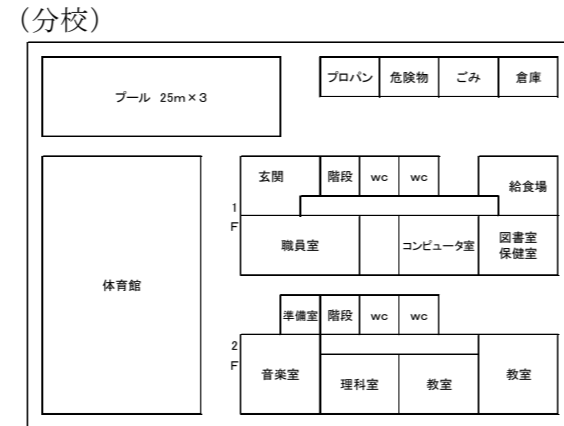 (分校)
プール 25m×3
プロパン 危険物 ごみ 倉庫
玄関 階段 wc wc 給食場
1F
職員室 コンピュータ室 図書室
保健室
体育館
準備室 階段 wc wc
2F
音楽室 理科室 教室 教室